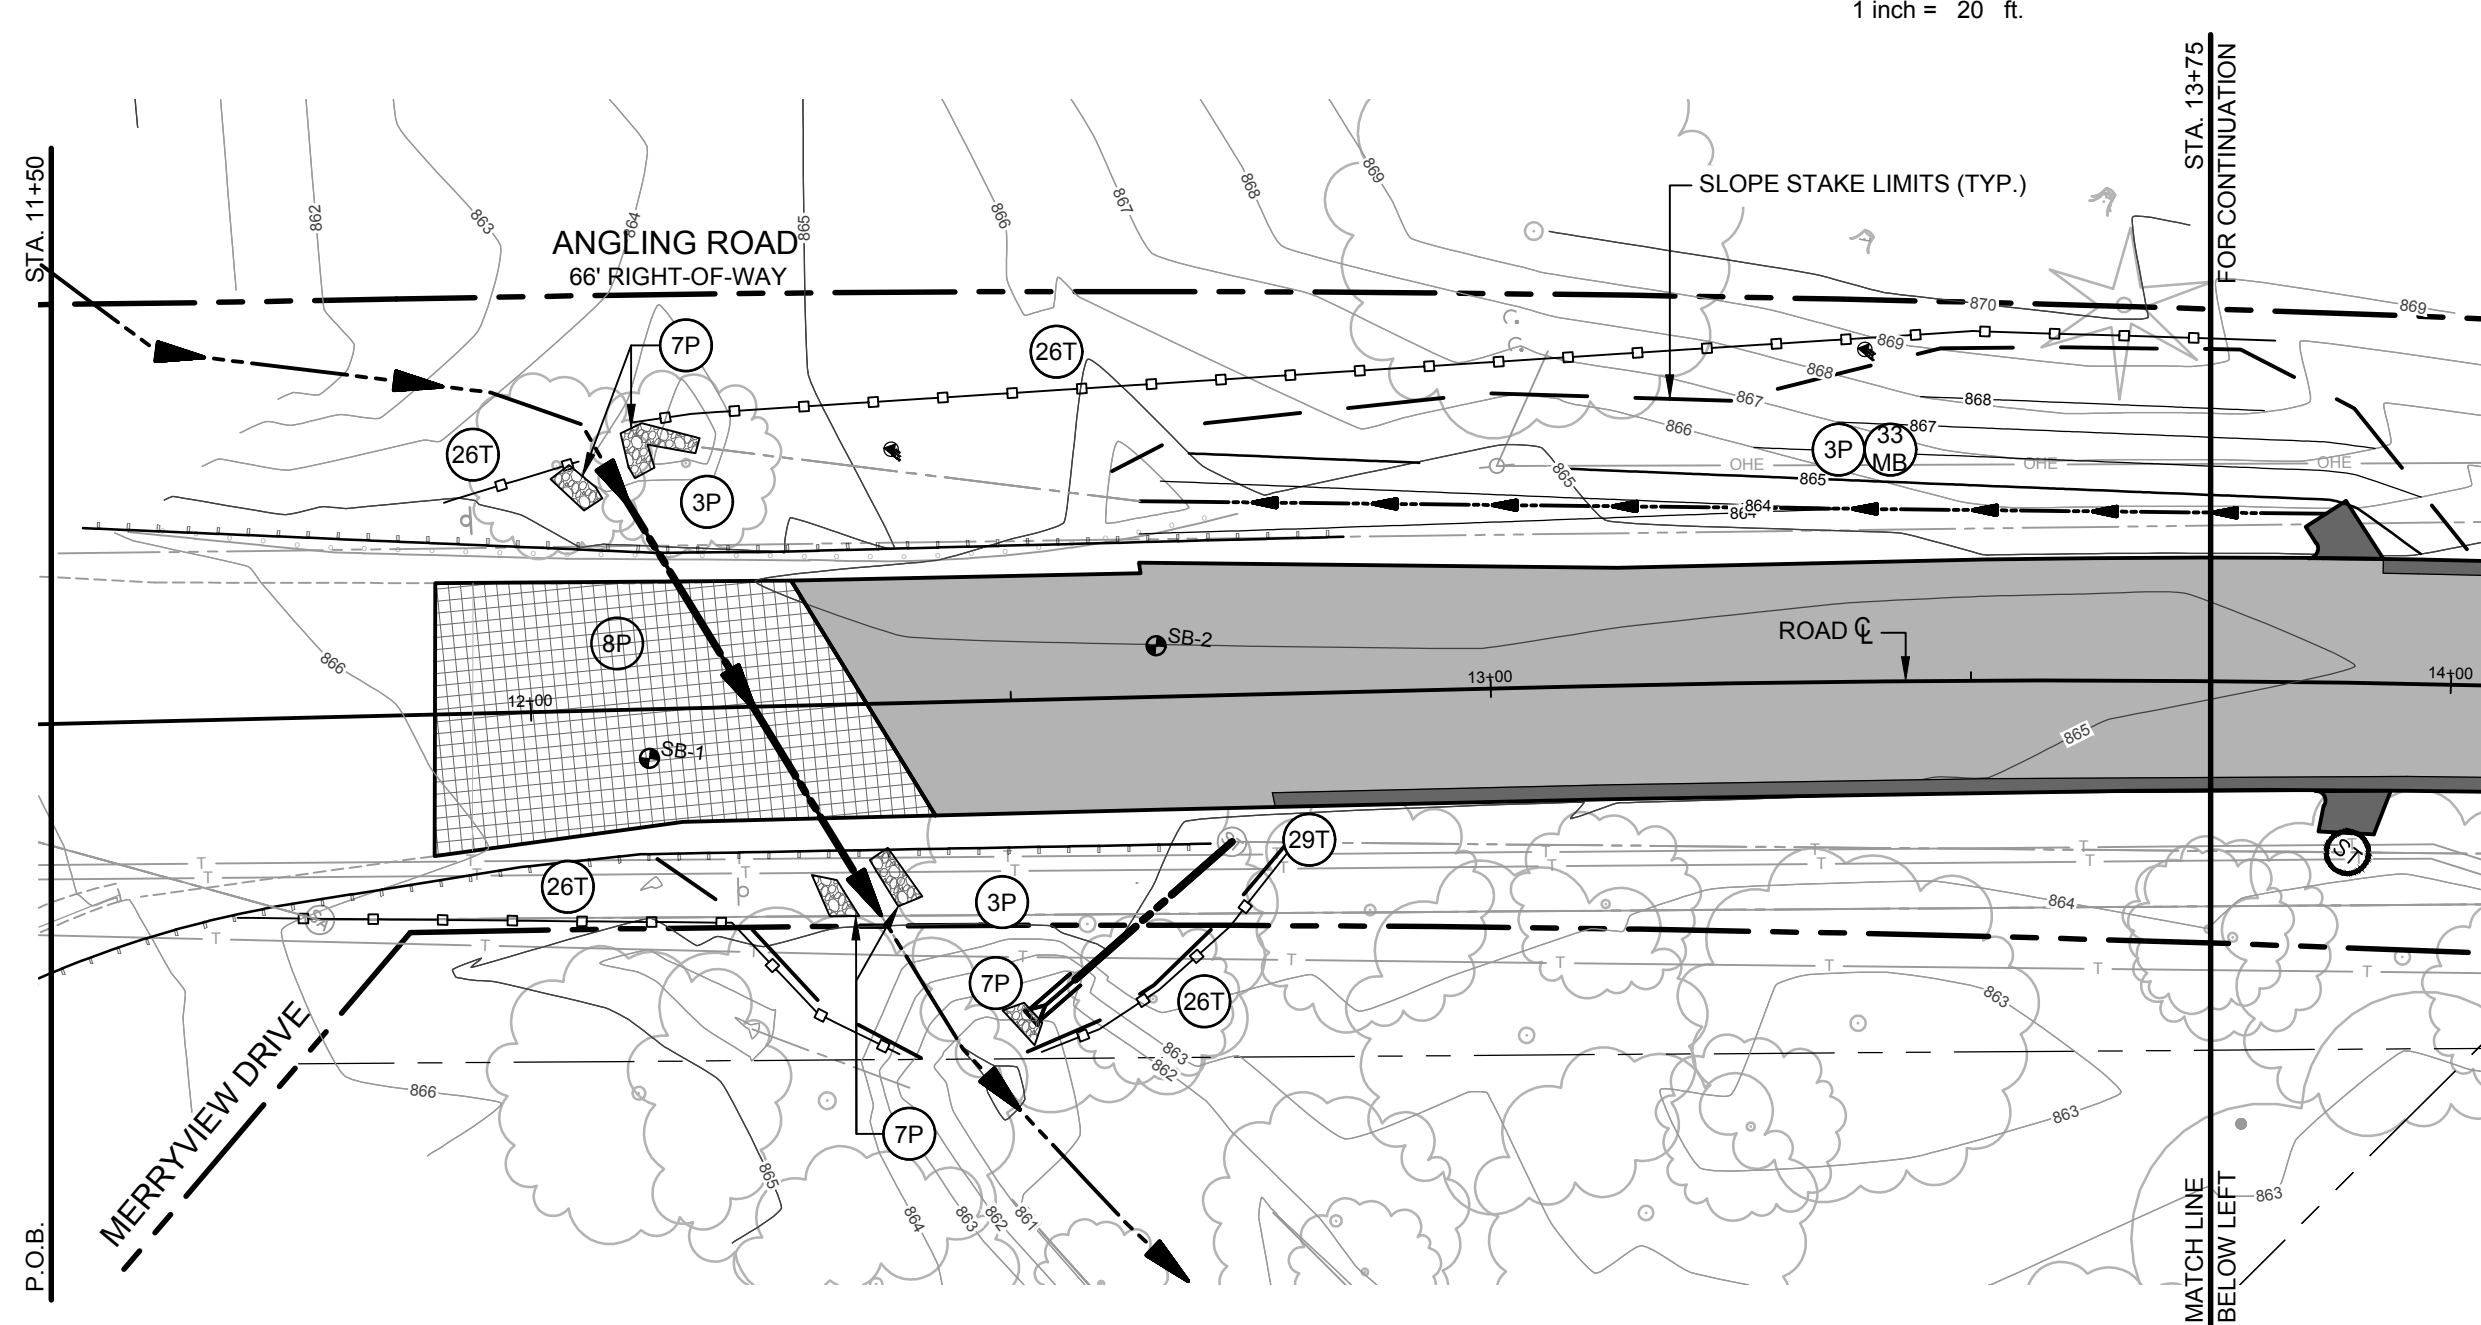 1 inch = 20 ft.
STA. 11+50
P.O.B.
STA. 13+75
FOR CONTINUATION
MATCH LINE
BELOW LEFT
862
863
864
865
866
867
868
869
SLOPE STAKE LIMITS (TYP.)
ANGLING ROAD
66' RIGHT-OF-WAY
870
869
7P
26T
869
868
867
868
26T
866
867
3P
33
MB
OHE
OHE
OHE
865
865
3P
864
864
8P
866
SB-2
ROAD CL
12+00
13+00
14+00
SB-1
865
29T
ST
T
T
T
T
T
T
T
T
T
T
T
T
26T
3P
864
T
T
T
T
T
T
T
T
T
7P
26T
863
MERRYVIEW DRIVE
863
862
866
863
7P
865
864
863
862
861
863